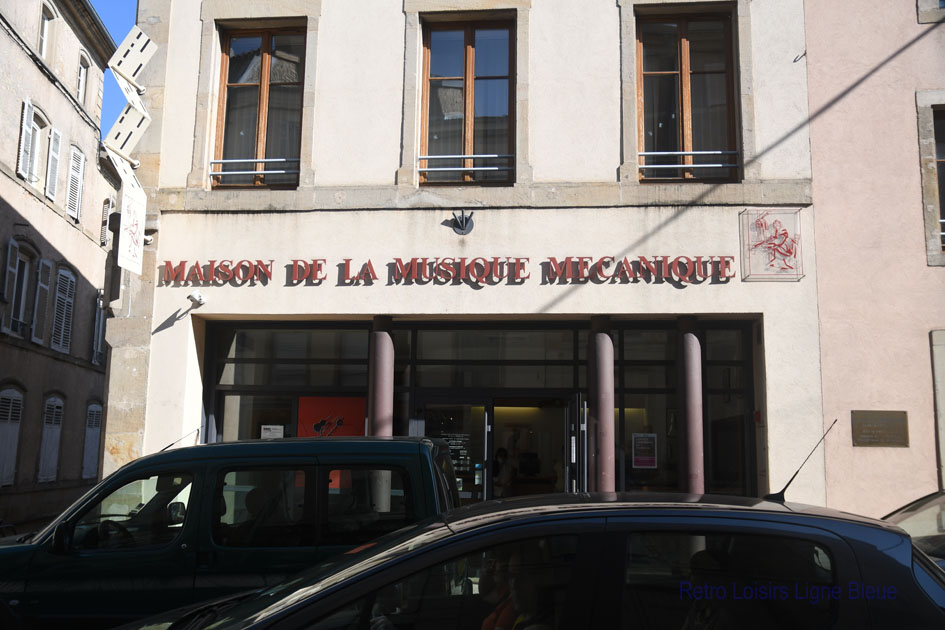 MAISON DE LA MUSIQUE MECANIQUE
Retro Loisirs Ligne Bleue